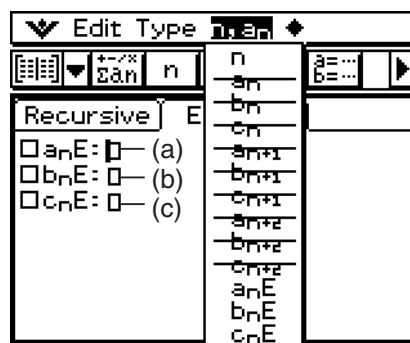 Edit Type n,an
+-/× Σan n a=… b=…
Recursive E
anE: (a)
bnE: (b)
cnE: (c)
n
an
bn
cn
an+1
bn+1
cn+1
an+2
bn+2
cn+2
anE
bnE
cnE